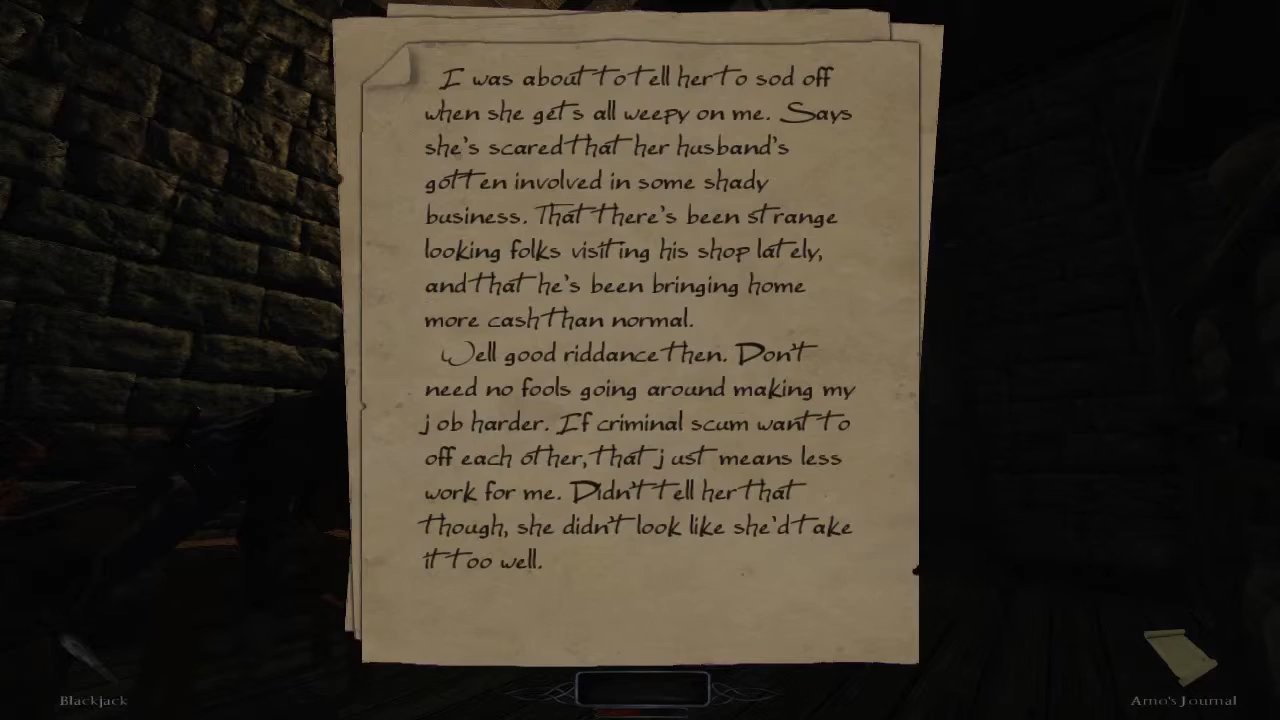 I was about to tell her to sod off
when she gets all weepy on me. Says
she's scared that her husband's
gotten involved in some shady
business. That there's been strange
looking folks visiting his shop lately,
and that he's been bringing home
more cash than normal.
Well good riddance then. Don't
need no fools going around making my
job harder. If criminal scum want to
off each other, that just means less
work for me. Didn't tell her that
though, she didn't look like she'd take
it too well.
Blackjack
Arno's Journal